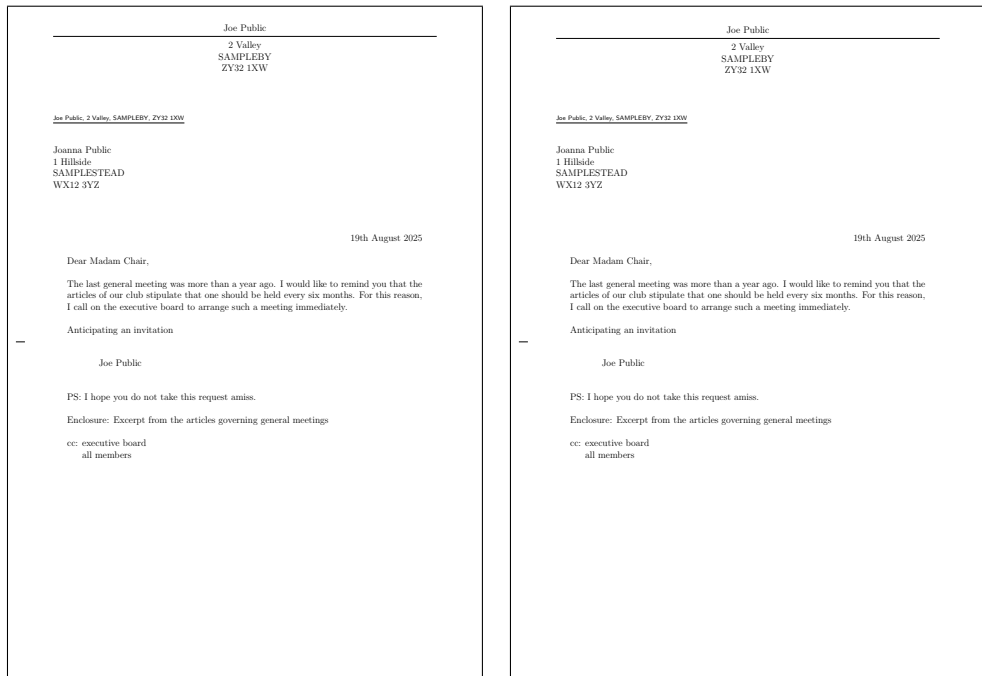 Joe Public
2 Valley
SAMPLEBY
ZY32 1XW
Joe Public, 2 Valley, SAMPLEBY, ZY32 1XW
Joanna Public
1 Hillside
SAMPLESTEAD
WX12 3YZ
19th August 2025
Dear Madam Chair,
The last general meeting was more than a year ago. I would like to remind you that the
articles of our club stipulate that one should be held every six months. For this reason,
I call on the executive board to arrange such a meeting immediately.
Anticipating an invitation
Joe Public
PS: I hope you do not take this request amiss.
Enclosure: Excerpt from the articles governing general meetings
cc: executive board
all members
Joe Public
2 Valley
SAMPLEBY
ZY32 1XW
Joe Public, 2 Valley, SAMPLEBY, ZY32 1XW
Joanna Public
1 Hillside
SAMPLESTEAD
WX12 3YZ
19th August 2025
Dear Madam Chair,
The last general meeting was more than a year ago. I would like to remind you that the
articles of our club stipulate that one should be held every six months. For this reason,
I call on the executive board to arrange such a meeting immediately.
Anticipating an invitation
Joe Public
PS: I hope you do not take this request amiss.
Enclosure: Excerpt from the articles governing general meetings
cc: executive board
all members